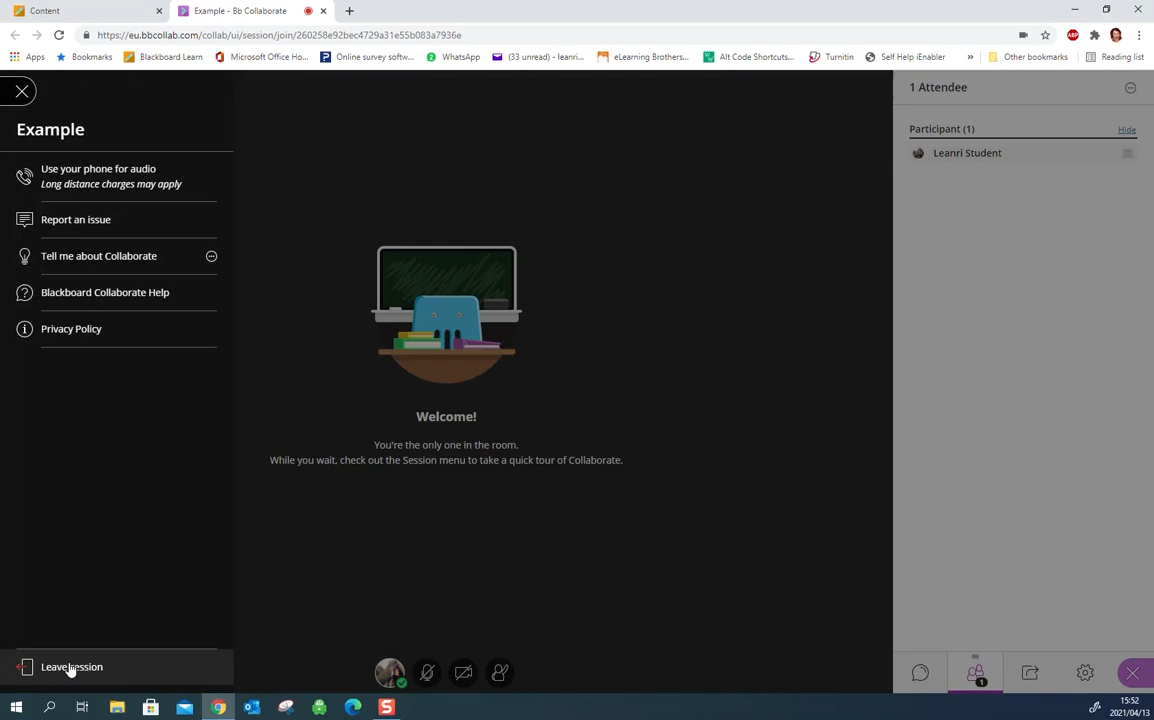 Content
Example - Bb Collaborate
https://eu.bbcollab.com/collab/ui/session/join/260258e92bec4729a31e55b083a7936e
Apps
Bookmarks
Blackboard Learn
Microsoft Office Ho...
Online survey softw...
WhatsApp
(33 unread) - leanri...
eLearning Brothers...
Alt Code Shortcuts...
Turnitin
Self Help iEnabler
»
Other bookmarks
Reading list
Example
Use your phone for audio
Long distance charges may apply
Report an issue
Tell me about Collaborate
Blackboard Collaborate Help
Privacy Policy
Leave session
Welcome!
You're the only one in the room.
While you wait, check out the Session menu to take a quick tour of Collaborate.
1 Attendee
Participant (1)
Hide
Leanri Student
1
15:52
2021/04/13